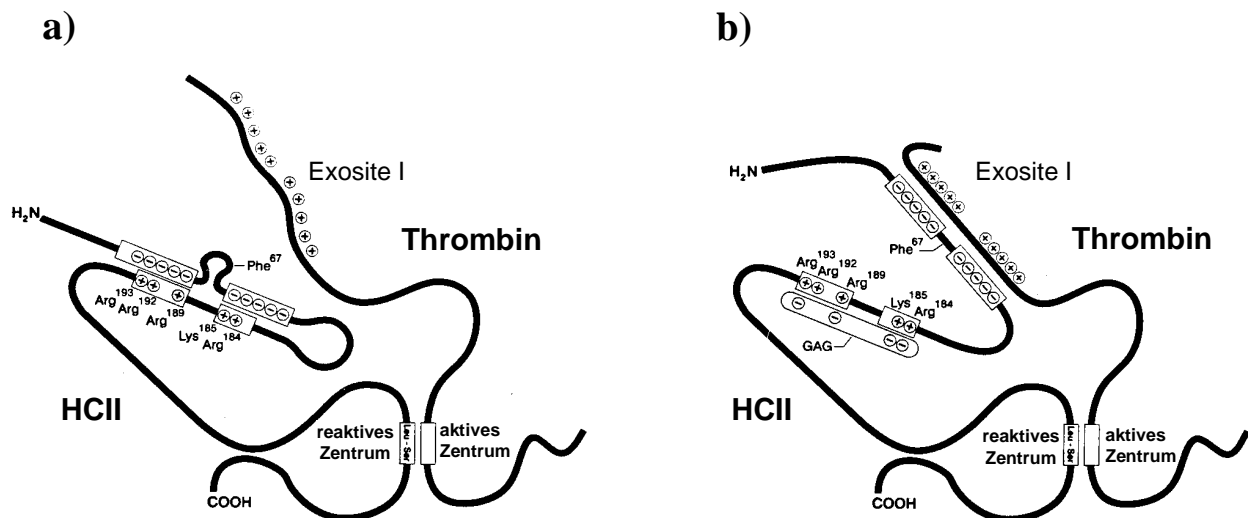 a)
Exosite I
H₂N
Thrombin
Phe⁶⁷
Arg¹⁹³
Arg¹⁹²
Arg¹⁸⁹
Lys¹⁸⁵
Arg¹⁸⁴
HCII
reaktives
Zentrum
Leu - Ser
aktives
Zentrum
COOH
b)
Exosite I
H₂N
Thrombin
Phe⁶⁷
Arg¹⁹³
Arg¹⁹²
Arg¹⁸⁹
Lys¹⁸⁵
Arg¹⁸⁴
GAG
HCII
reaktives
Zentrum
Leu - Ser
aktives
Zentrum
COOH